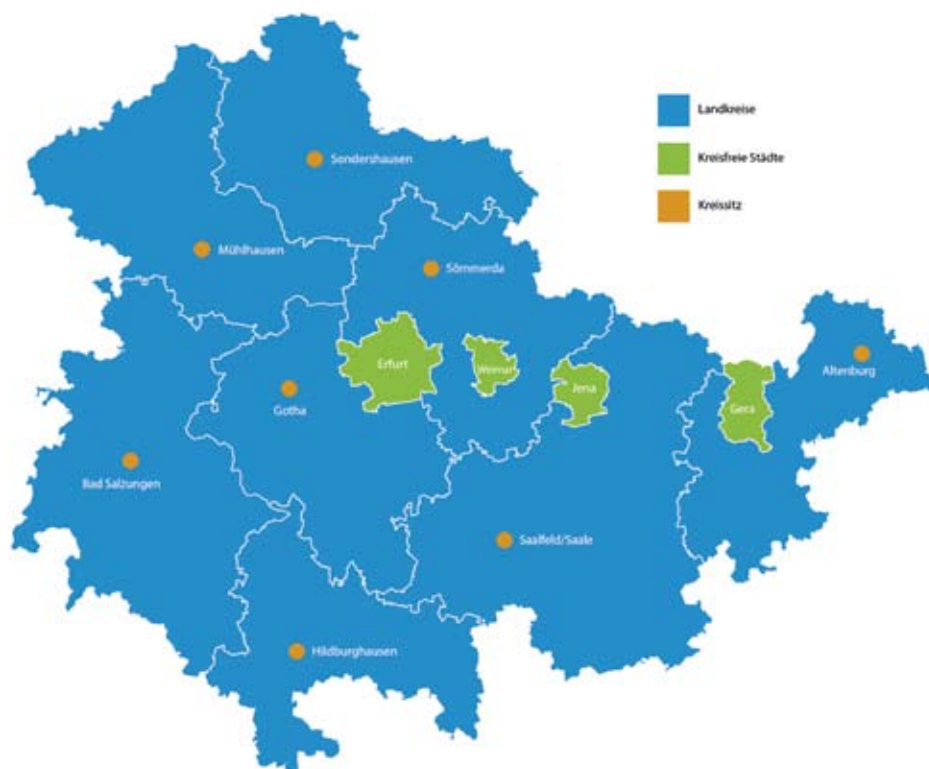 Landkreise
Kreisfreie Städte
Kreissitz
Sondershausen
Mühlhausen
Sömmerda
Erfurt
Weimar
Jena
Gera
Altenburg
Gotha
Bad Salzungen
Saalfeld/Saale
Hildburghausen